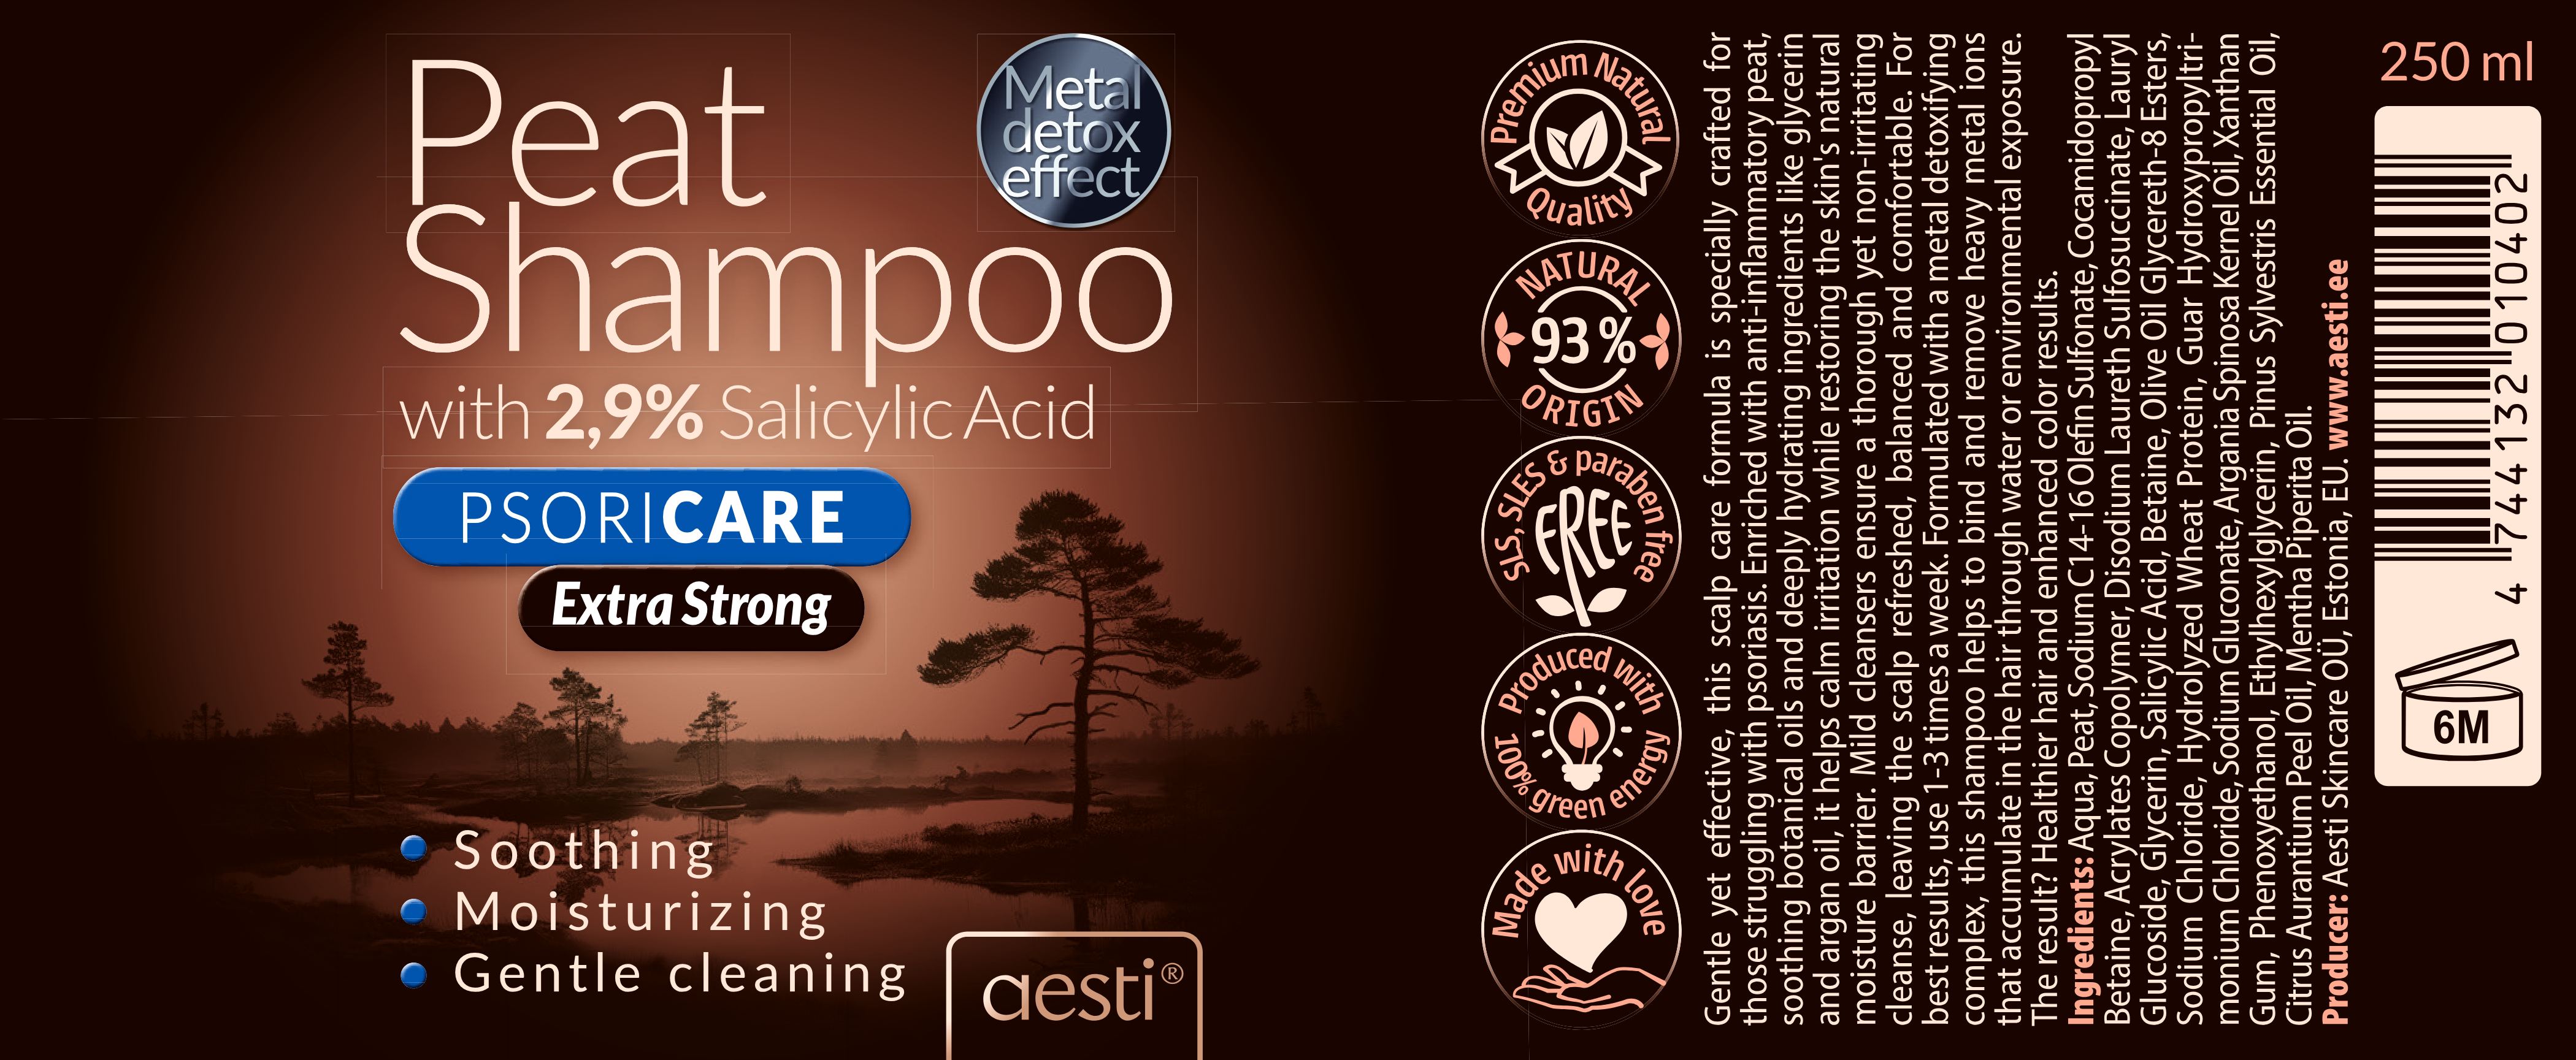 Peat
Shampoo
with 2,9% Salicylic Acid
PSORICARE
Extra Strong
Metal
detox
effect
Soothing
Moisturizing
Gentle cleaning
aesti®
Premium Natural
Quality
NATURAL
93%
ORIGIN
SLS, SLES & paraben free
FREE
Produced with
100% green energy
Made with love
Gentle yet effective, this scalp care formula is specially crafted for
those struggling with psoriasis. Enriched with anti-inflammatory peat,
soothing botanical oils and deeply hydrating ingredients like glycerin
and argan oil, it helps calm irritation while restoring the skin's natural
moisture barrier. Mild cleansers ensure a thorough yet non-irritating
cleanse, leaving the scalp refreshed, balanced and comfortable. For
best results, use 1-3 times a week. Formulated with a metal detoxifying
complex, this shampoo helps to bind and remove heavy metal ions
that accumulate in the hair through water or environmental exposure.
The result? Healthier hair and enhanced color results.
Ingredients: Aqua, Peat, Sodium C14-16 Olefin Sulfonate, Cocamidopropyl
Betaine, Acrylates Copolymer, Disodium Laureth Sulfosuccinate, Lauryl
Glucoside, Glycerin, Salicylic Acid, Betaine, Olive Oil Glycereth-8 Esters,
Sodium Chloride, Hydrolyzed Wheat Protein, Guar Hydroxypropyltri-
monium Chloride, Sodium Gluconate, Argania Spinosa Kernel Oil, Xanthan
Gum, Phenoxyethanol, Ethylhexylglycerin, Pinus Sylvestris Essential Oil,
Citrus Aurantium Peel Oil, Mentha Piperita Oil.
Producer: Aesti Skincare OÜ, Estonia, EU. www.aesti.ee
250 ml
4 744132 010402
6M